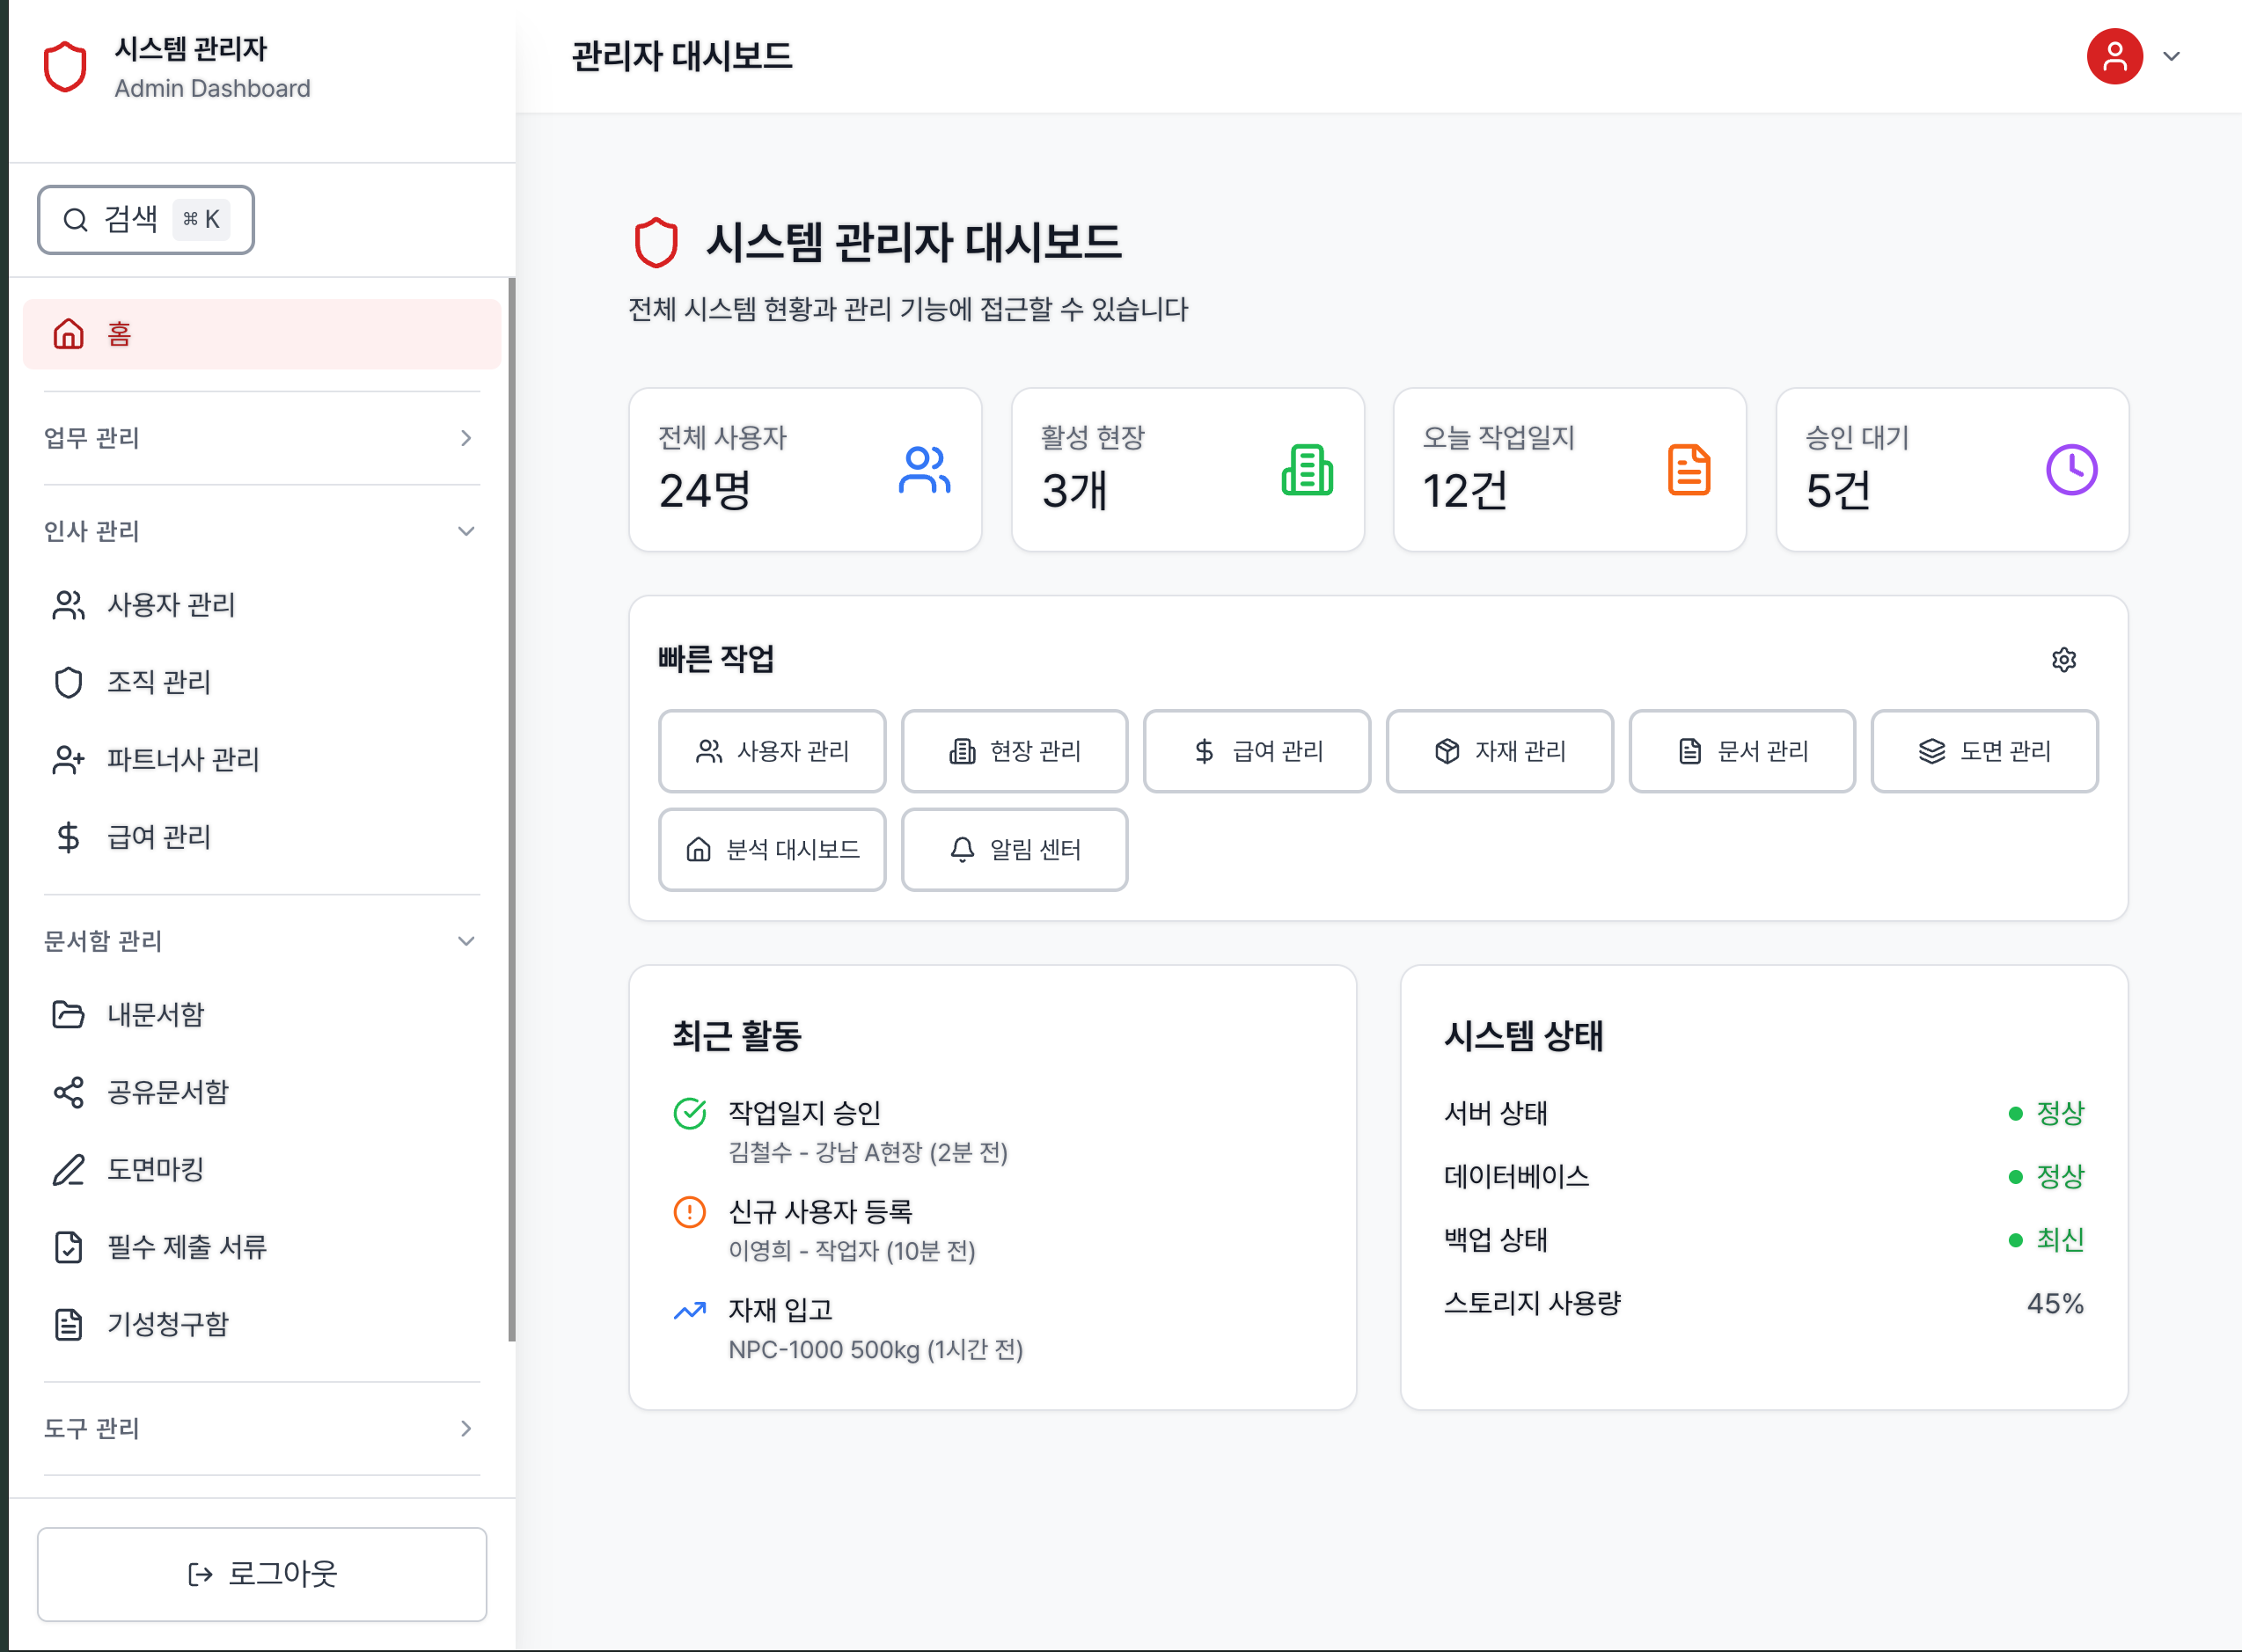 시스템 관리자
Admin Dashboard
검색 ⌘ K
홈
업무 관리
인사 관리
사용자 관리
조직 관리
파트너사 관리
급여 관리
문서함 관리
내문서함
공유문서함
도면마킹
필수 제출 서류
기성청구함
도구 관리
로그아웃
관리자 대시보드
시스템 관리자 대시보드
전체 시스템 현황과 관리 기능에 접근할 수 있습니다
전체 사용자
24명
활성 현장
3개
오늘 작업일지
12건
승인 대기
5건
빠른 작업
사용자 관리
현장 관리
급여 관리
자재 관리
문서 관리
도면 관리
분석 대시보드
알림 센터
최근 활동
작업일지 승인
김철수 - 강남 A현장 (2분 전)
신규 사용자 등록
이영희 - 작업자 (10분 전)
자재 입고
NPC-1000 500kg (1시간 전)
시스템 상태
서버 상태 정상
데이터베이스 정상
백업 상태 최신
스토리지 사용량 45%